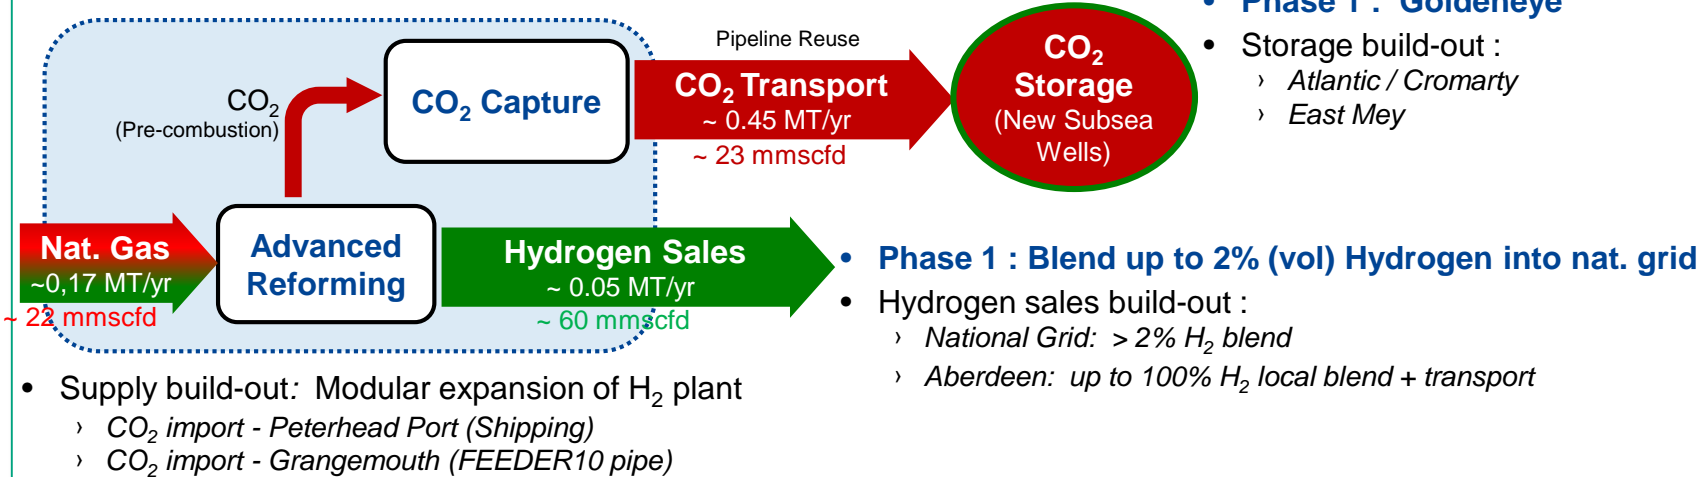 • Phase 1 : Goldeneye
• Storage build-out :
› Atlantic / Cromarty
› East Mey
Pipeline Reuse
CO2 Transport
~ 0.45 MT/yr
~ 23 mmscfd
CO2
Storage
(New Subsea
Wells)
CO2 Capture
CO2
(Pre-combustion)
Nat. Gas
~0,17 MT/yr
~ 22 mmscfd
Advanced
Reforming
Hydrogen Sales
~ 0.05 MT/yr
~ 60 mmscfd
• Phase 1 : Blend up to 2% (vol) Hydrogen into nat. grid
• Hydrogen sales build-out :
› National Grid: > 2% H2 blend
› Aberdeen: up to 100% H2 local blend + transport
• Supply build-out: Modular expansion of H2 plant
› CO2 import - Peterhead Port (Shipping)
› CO2 import - Grangemouth (FEEDER10 pipe)